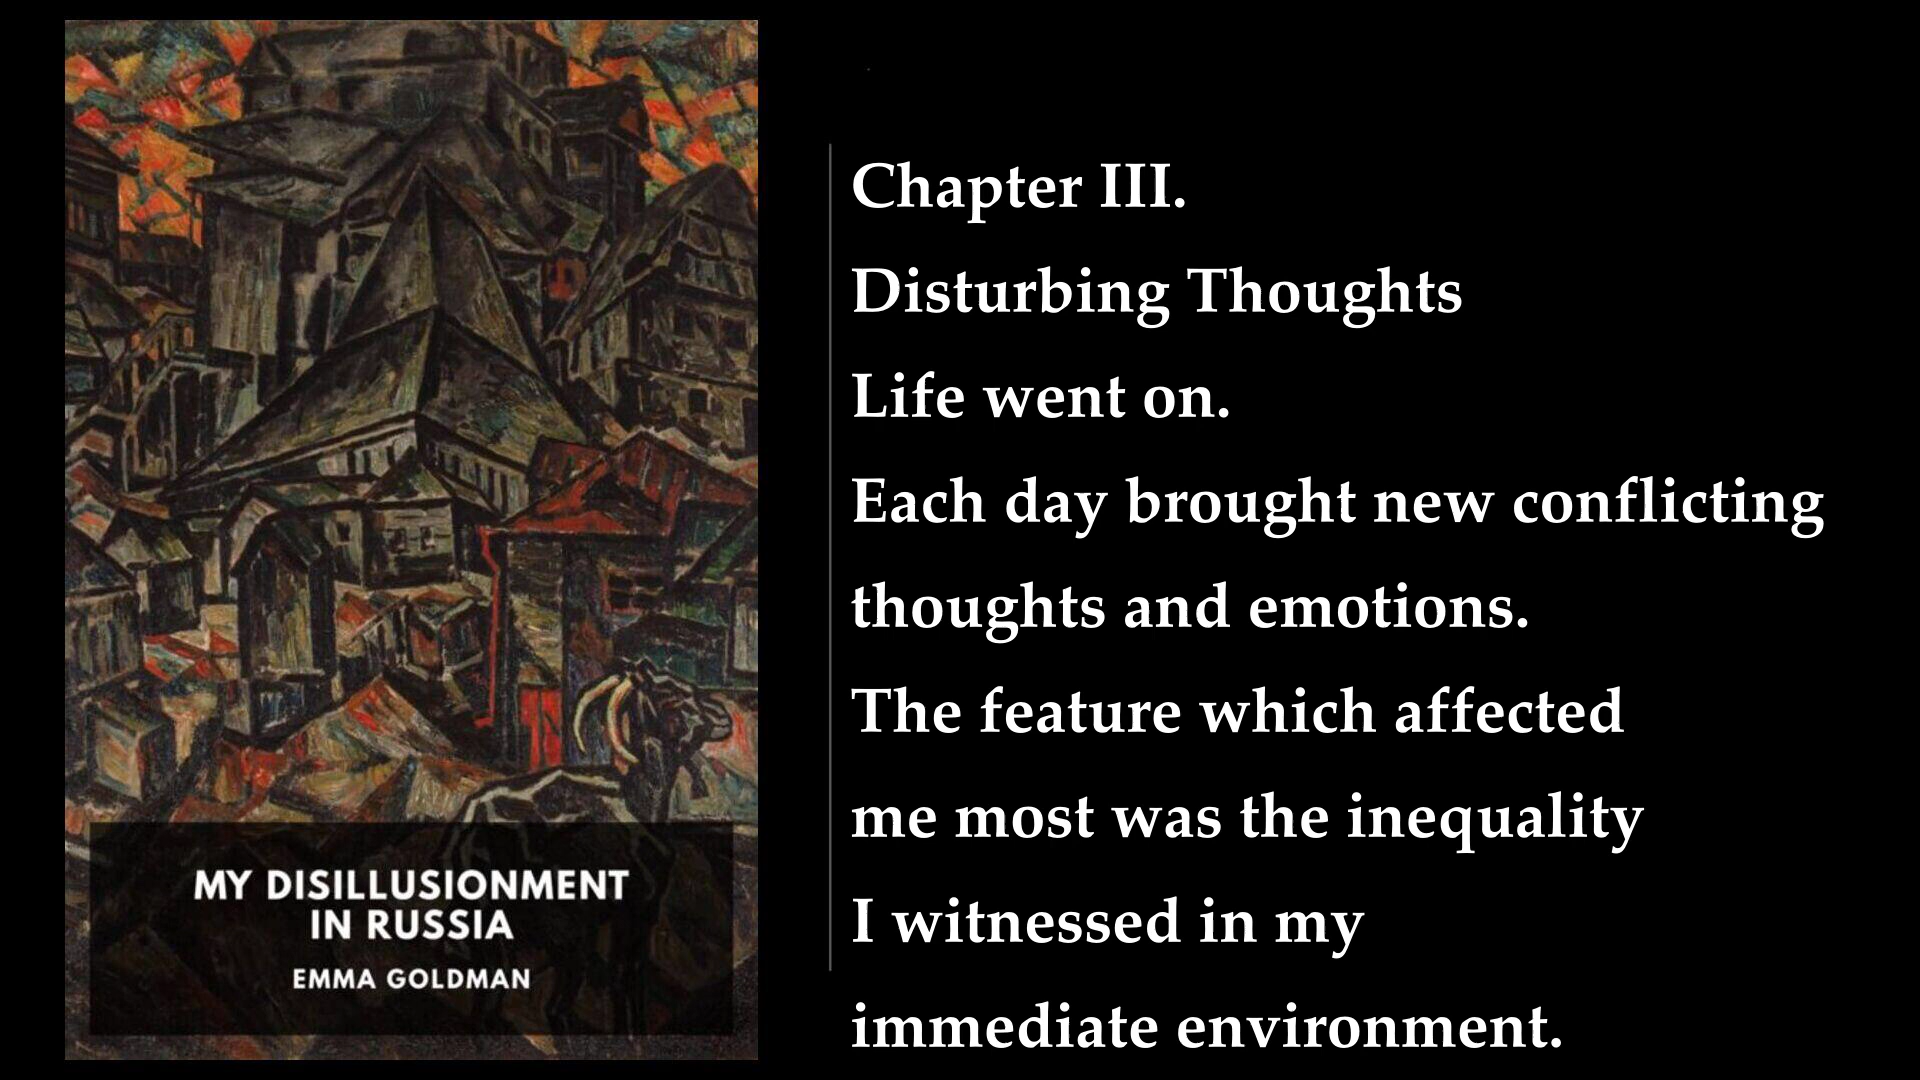 MY DISILLUSIONMENT
IN RUSSIA
EMMA GOLDMAN
Chapter III.
Disturbing Thoughts
Life went on.
Each day brought new conflicting
thoughts and emotions.
The feature which affected
me most was the inequality
I witnessed in my
immediate environment.